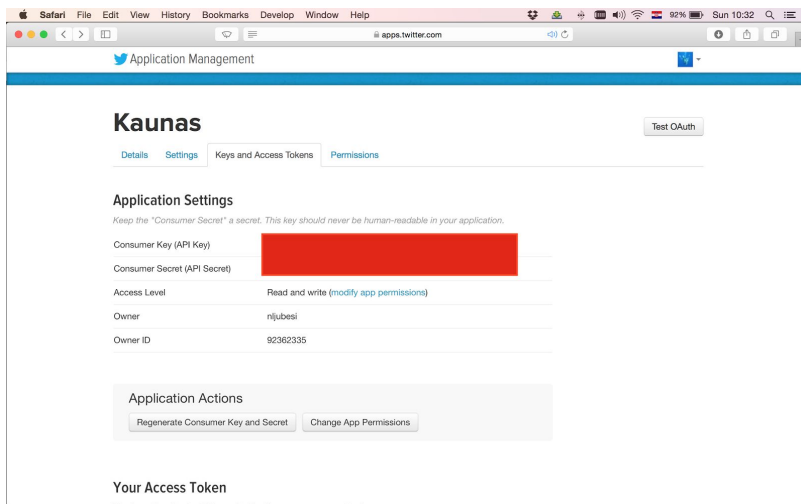 Safari File Edit View History Bookmarks Develop Window Help 92% Sun 10:32
apps.twitter.com
Application Management
Kaunas
Test OAuth
Details Settings Keys and Access Tokens Permissions
Application Settings
Keep the "Consumer Secret" a secret. This key should never be human-readable in your application.
Consumer Key (API Key)
Consumer Secret (API Secret)
Access Level Read and write (modify app permissions)
Owner nljubesi
Owner ID 92362335
Application Actions
Regenerate Consumer Key and Secret Change App Permissions
Your Access Token